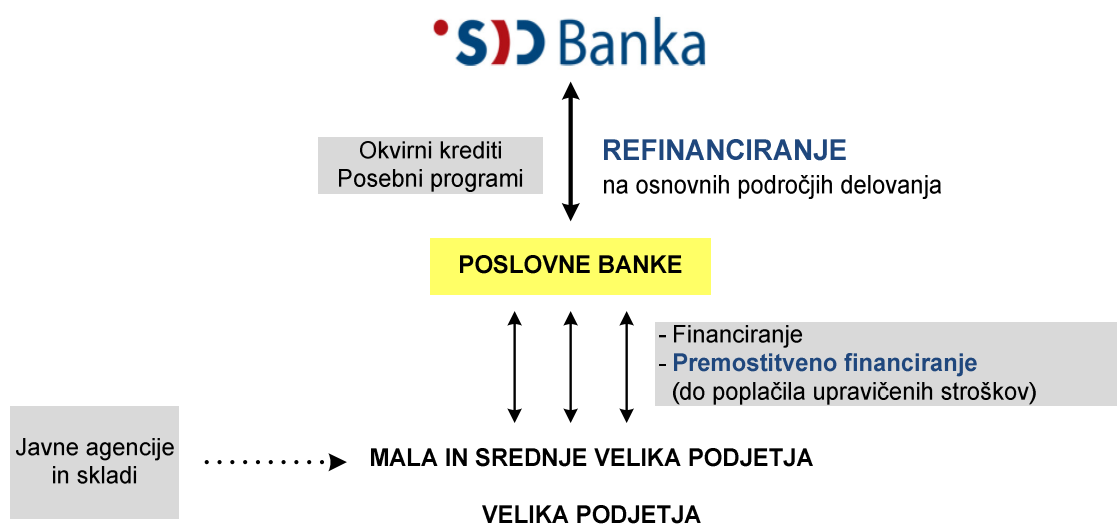 SID Banka
Okvirni krediti
Posebni programi
REFINANCIRANJE
na osnovnih področjih delovanja
POSLOVNE BANKE
- Financiranje
- Premostitveno financiranje
(do poplačila upravičenih stroškov)
Javne agencije
in skladi
MALA IN SREDNJE VELIKA PODJETJA
VELIKA PODJETJA